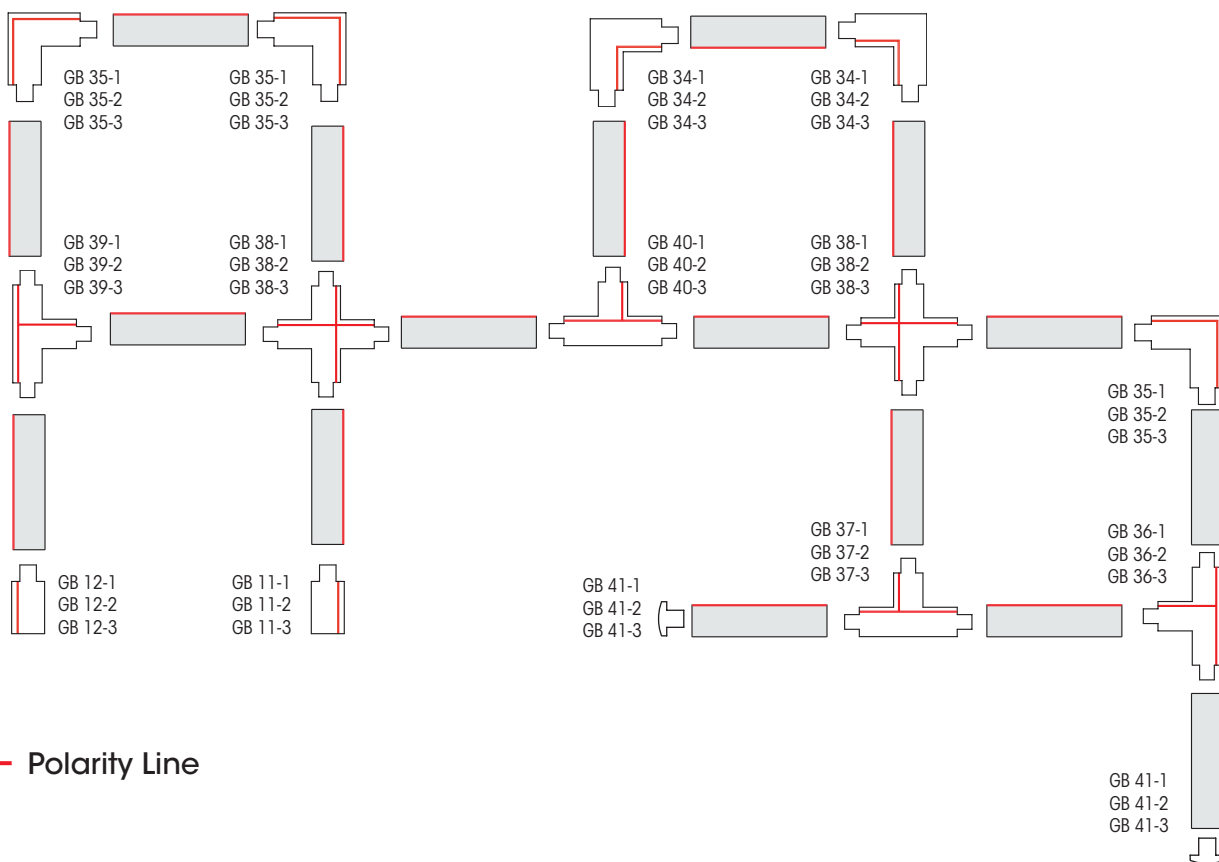 GB 35-1
GB 35-2
GB 35-3
GB 35-1
GB 35-2
GB 35-3
GB 34-1
GB 34-2
GB 34-3
GB 34-1
GB 34-2
GB 34-3
GB 39-1
GB 39-2
GB 39-3
GB 38-1
GB 38-2
GB 38-3
GB 40-1
GB 40-2
GB 40-3
GB 38-1
GB 38-2
GB 38-3
GB 35-1
GB 35-2
GB 35-3
GB 12-1
GB 12-2
GB 12-3
GB 11-1
GB 11-2
GB 11-3
GB 41-1
GB 41-2
GB 41-3
GB 37-1
GB 37-2
GB 37-3
GB 36-1
GB 36-2
GB 36-3
Polarity Line
GB 41-1
GB 41-2
GB 41-3